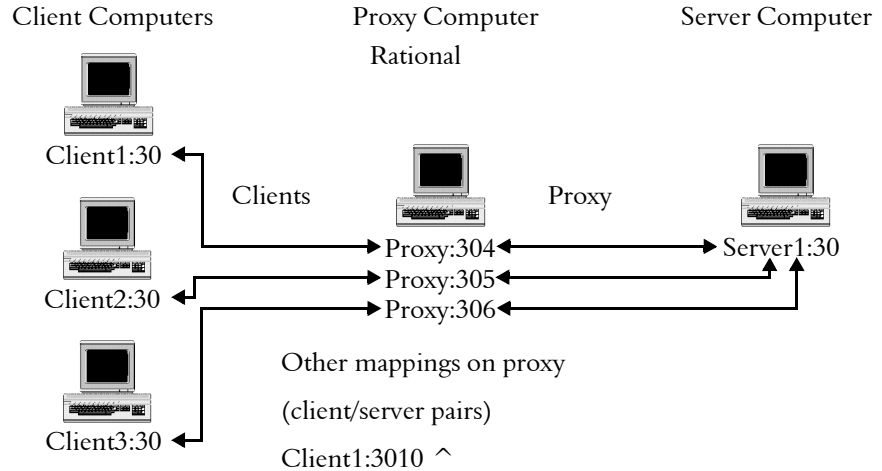 Client Computers
Proxy Computer
Server Computer
Rational
Client1:30
Clients
Proxy
Proxy:304
Server1:30
Proxy:305
Client2:30
Proxy:306
Other mappings on proxy
(client/server pairs)
Client3:30
Client1:3010 ^